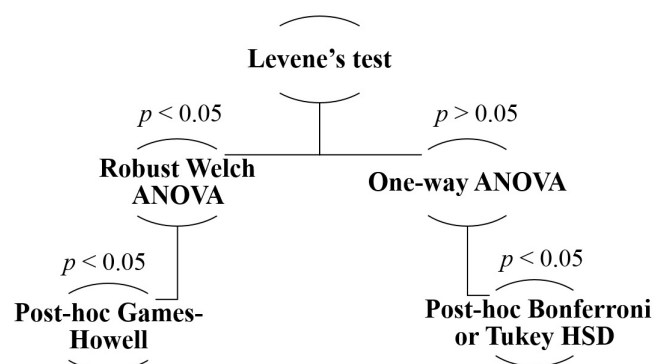 Levene’s test
p < 0.05
p > 0.05
Robust Welch
ANOVA
One-way ANOVA
p < 0.05
p < 0.05
Post-hoc Games-
Howell
Post-hoc Bonferroni
or Tukey HSD